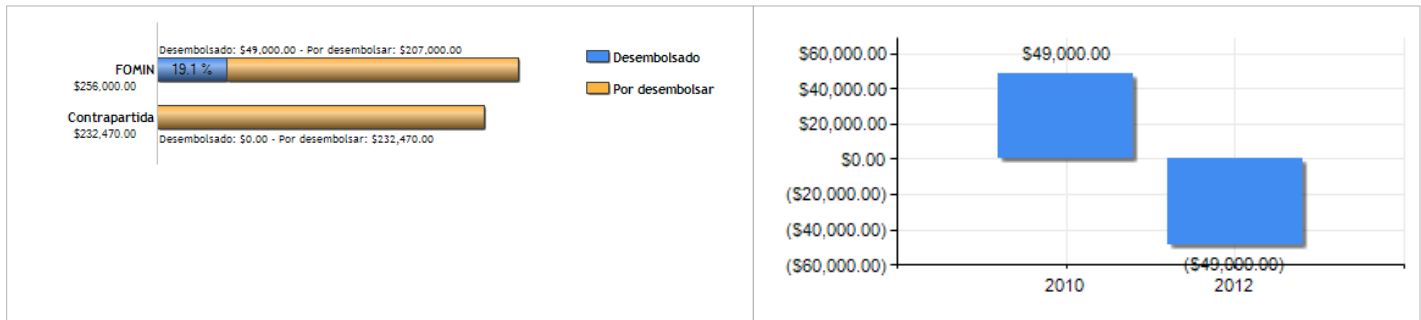 Desembolsado: $49,000.00 - Por desembolsar: $207,000.00
FOMIN
19.1 %
$256,000.00
Contrapartida
$232,470.00
Desembolsado: $0.00 - Por desembolsar: $232,470.00
Desembolsado
Por desembolsar
$60,000.00
$40,000.00
$20,000.00
$0.00
($20,000.00)
($40,000.00)
($60,000.00)
$49,000.00
($49,000.00)
2010
2012